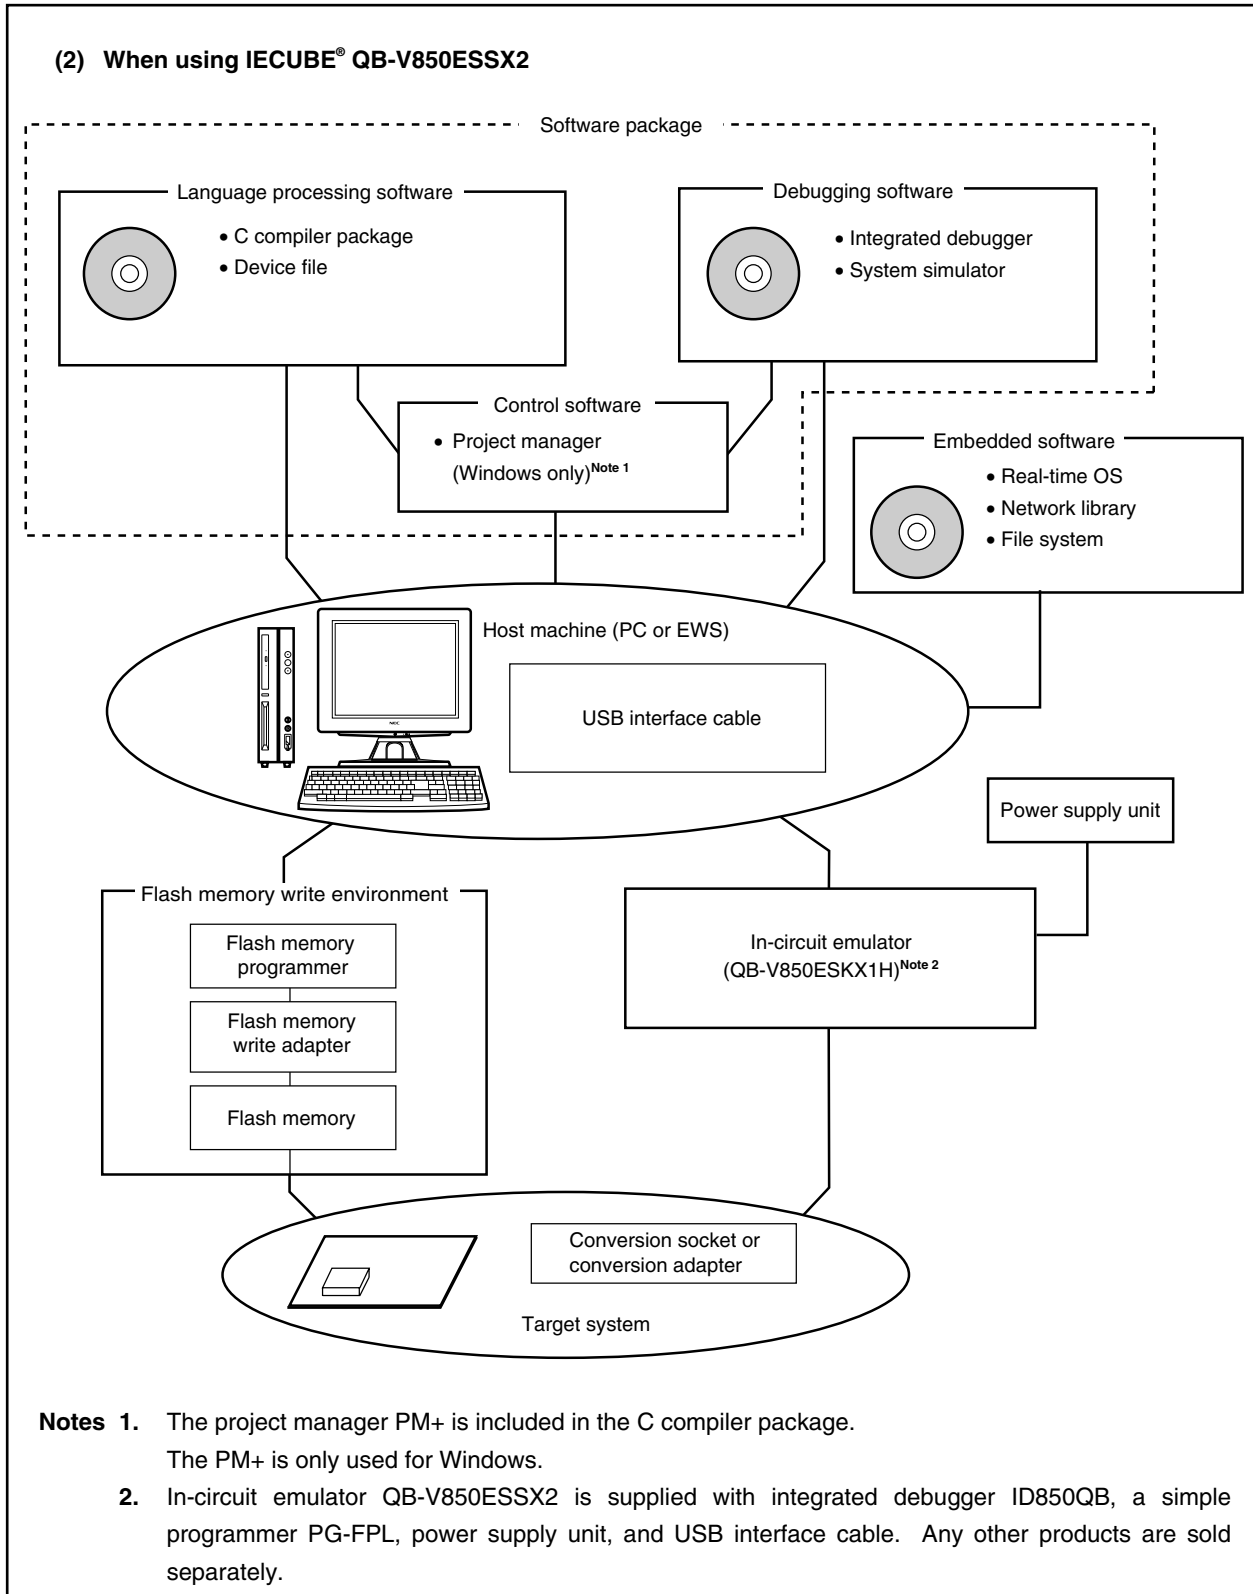 (2) When using IECUBE® QB-V850ESSX2
Software package
Language processing software
• C compiler package
• Device file
Debugging software
• Integrated debugger
• System simulator
Control software
• Project manager
(Windows only)Note 1
Embedded software
• Real-time OS
• Network library
• File system
Host machine (PC or EWS)
NEC
USB interface cable
Power supply unit
Flash memory write environment
Flash memory
programmer
Flash memory
write adapter
Flash memory
In-circuit emulator
(QB-V850ESKX1H)Note 2
Conversion socket or
conversion adapter
Target system
Notes 1. The project manager PM+ is included in the C compiler package.
The PM+ is only used for Windows.
2. In-circuit emulator QB-V850ESSX2 is supplied with integrated debugger ID850QB, a simple
programmer PG-FPL, power supply unit, and USB interface cable. Any other products are sold
separately.